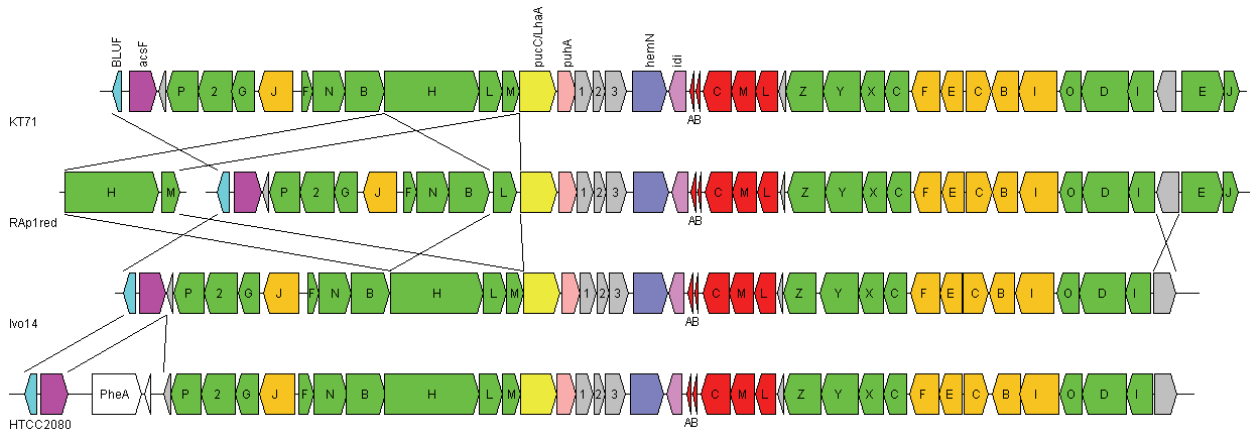 BLUF acsF pucC/LhaA puhA hemN idi
P 2 G J F N B H L M 1 2 3 C M L Z Y X C F E C B I O D I E J
AB
KT71
H M P 2 G J F N B L 1 2 3 C M L Z Y X C F E C B I O D I E J
AB
RAp1red
P 2 G J F N B H L M 1 2 3 C M L Z Y X C F E C B I O D I
AB
Ivo14
PheA P 2 G J F N B H L M 1 2 3 C M L Z Y X C F E C B I O D I
AB
HTCC2080